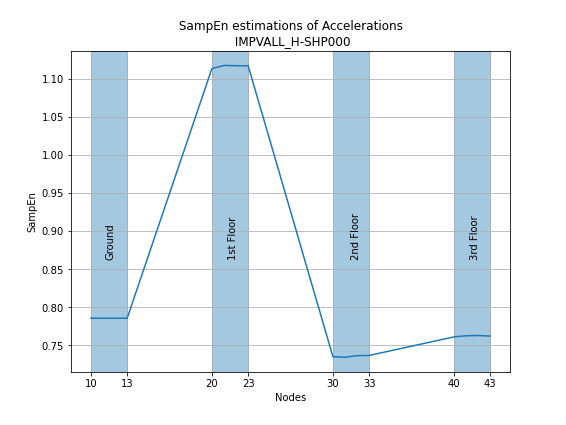 SampEn estimations of Accelerations
IMPVALL_H-SHP000
1.10
1.05
1.00
0.95
0.90
0.85
0.80
0.75
SampEn
Ground
1st Floor
2nd Floor
3rd Floor
10 13 20 23 30 33 40 43
Nodes